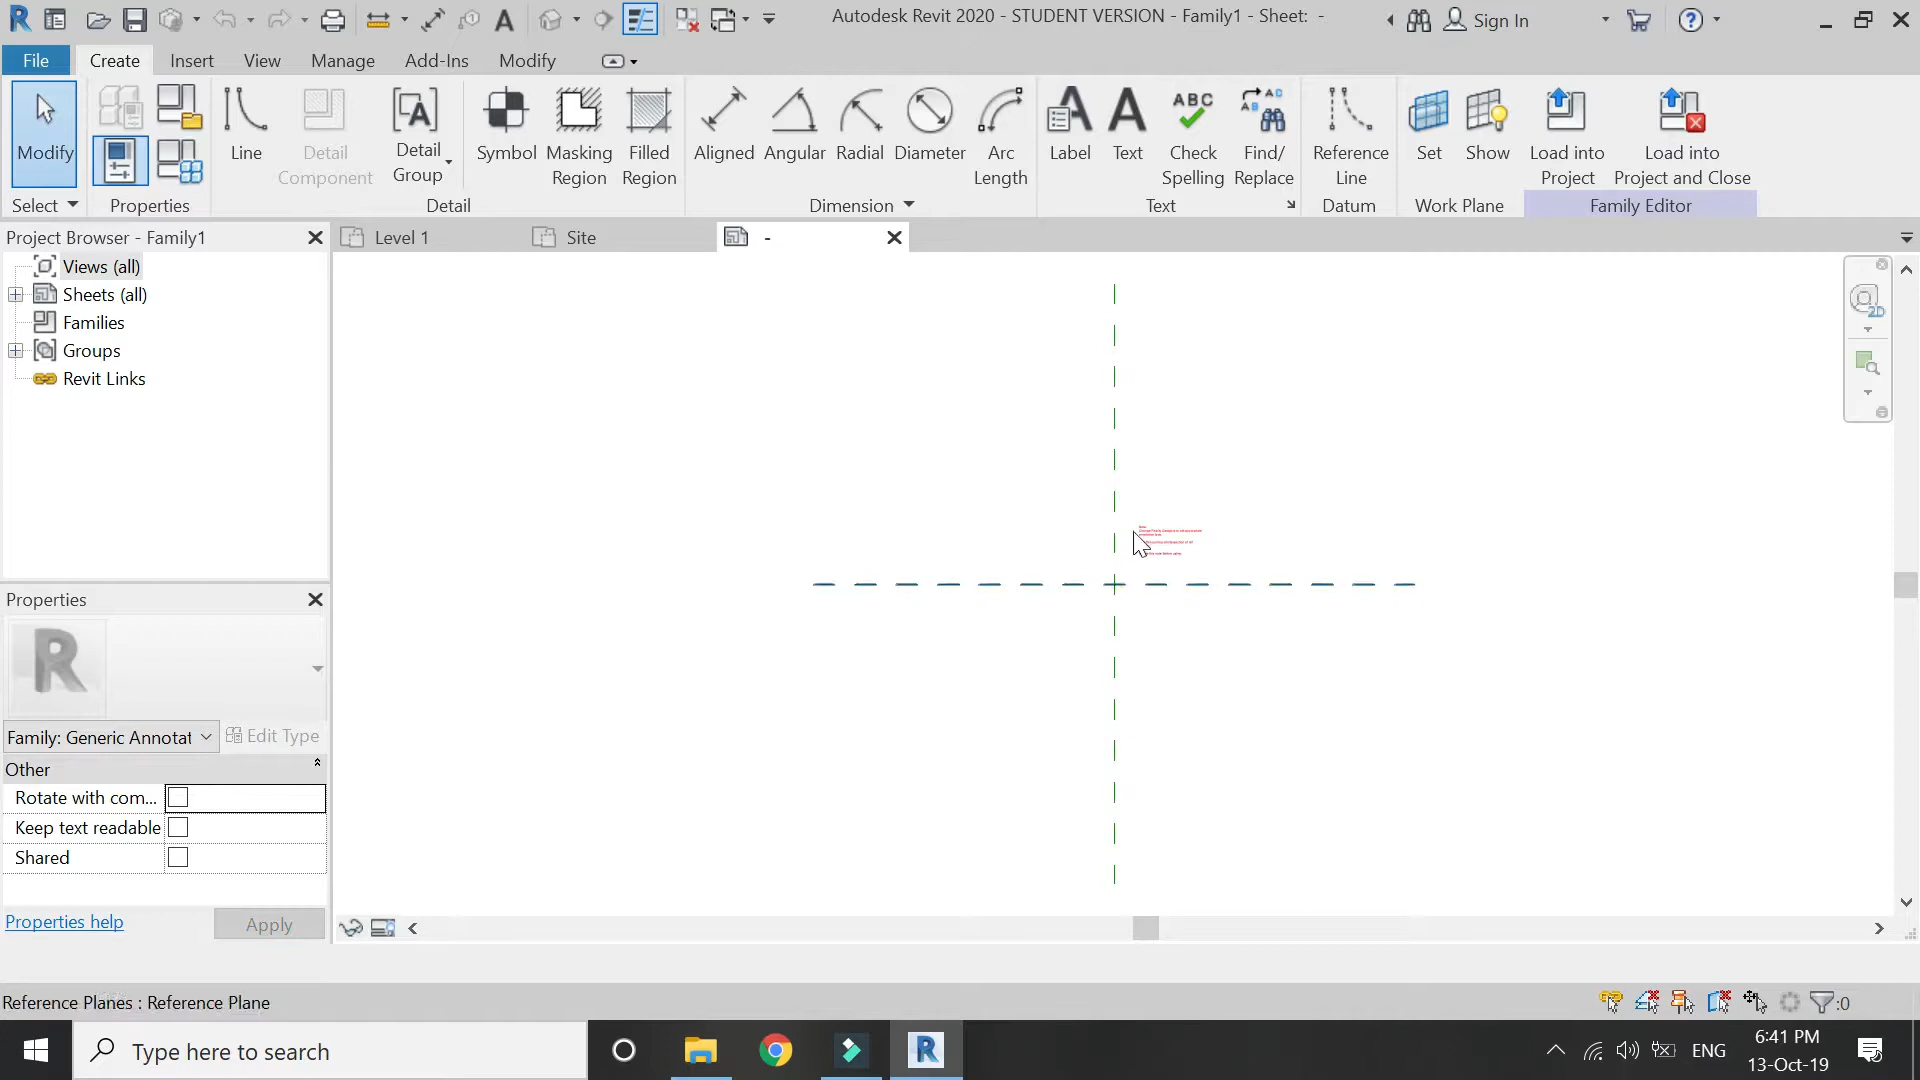 Autodesk Revit 2020 - STUDENT VERSION - Family1 - Sheet: -
Sign In
File Create Insert View Manage Add-Ins Modify
Modify
Line
Detail Component
Detail Group
Symbol
Masking Region
Filled Region
Aligned
Angular
Radial
Diameter
Arc Length
Label
Text
Check Spelling
Find/ Replace
Reference Line
Set
Show
Load into Project
Load into Project and Close
Select
Properties
Detail
Dimension
Text
Datum
Work Plane
Family Editor
Project Browser - Family1
Level 1
Site
-
Views (all)
Sheets (all)
Families
Groups
Revit Links
Properties
Family: Generic Annotat
Edit Type
Other
Rotate with com...
Keep text readable
Shared
Properties help
Apply
Reference Planes : Reference Plane
:0
Type here to search
ENG
6:41 PM
13-Oct-19